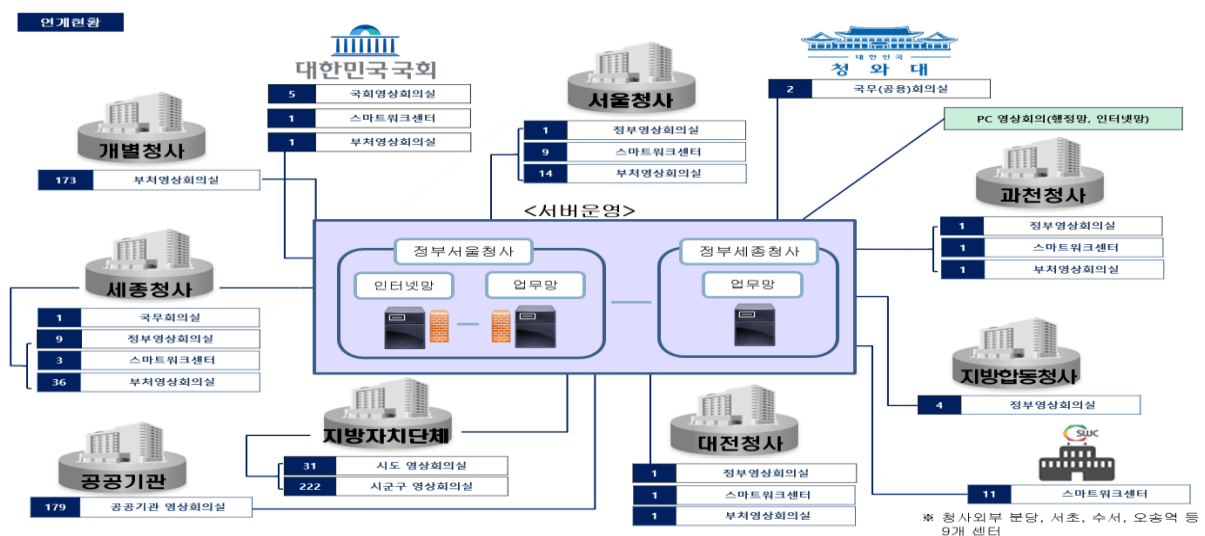 연계현황
대한민국국회
5 국회영상회의실
1 스마트워크센터
1 부처영상회의실
서울청사
1 정부영상회의실
9 스마트워크센터
14 부처영상회의실
대한민국
청와대
2 국무(공용)회의실
PC 영상회의(행정망, 인터넷망)
개별청사
173 부처영상회의실
과천청사
1 정부영상회의실
1 스마트워크센터
1 부처영상회의실
<서버운영>
정부서울청사
인터넷망 업무망
정부세종청사
업무망
세종청사
1 국무회의실
9 정부영상회의실
3 스마트워크센터
36 부처영상회의실
지방합동청사
4 정부영상회의실
공공기관
179 공공기관 영상회의실
지방자치단체
31 시도 영상회의실
222 시군구 영상회의실
대전청사
1 정부영상회의실
1 스마트워크센터
1 부처영상회의실
SWC
11 스마트워크센터
※ 청사외부 분당, 서초, 수서, 오송역 등
9개 센터